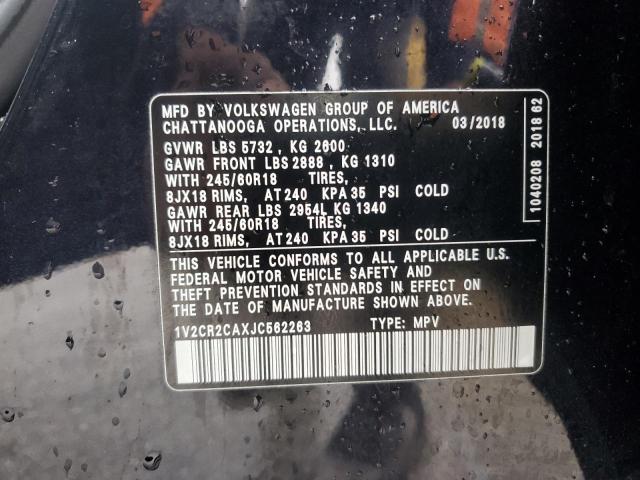 MFD BY VOLKSWAGEN GROUP OF AMERICA
CHATTANOOGA OPERATIONS, LLC. 03/2018
GVWR LBS 5732 , KG 2600
GAWR FRONT LBS 2888 , KG 1310
WITH 245/60R18 TIRES,
8JX18 RIMS, AT 240 KPA 35 PSI COLD
GAWR REAR LBS 2954L KG 1340
WITH 245/60R18 TIRES,
8JX18 RIMS, AT 240 KPA 35 PSI COLD
THIS VEHICLE CONFORMS TO ALL APPLICABLE U.S.
FEDERAL MOTOR VEHICLE SAFETY AND
THEFT PREVENTION STANDARDS IN EFFECT ON
THE DATE OF MANUFACTURE SHOWN ABOVE.
1V2CR2CAXJC562263 TYPE: MPV
1040208 2018 62